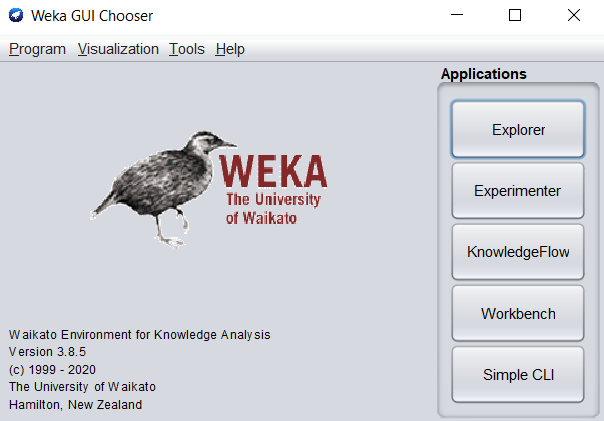 Weka GUI Chooser
Program Visualization Tools Help
Applications
Explorer
Experimenter
KnowledgeFlow
Workbench
Simple CLI
WEKA
The University
of Waikato
Waikato Environment for Knowledge Analysis
Version 3.8.5
(c) 1999 - 2020
The University of Waikato
Hamilton, New Zealand